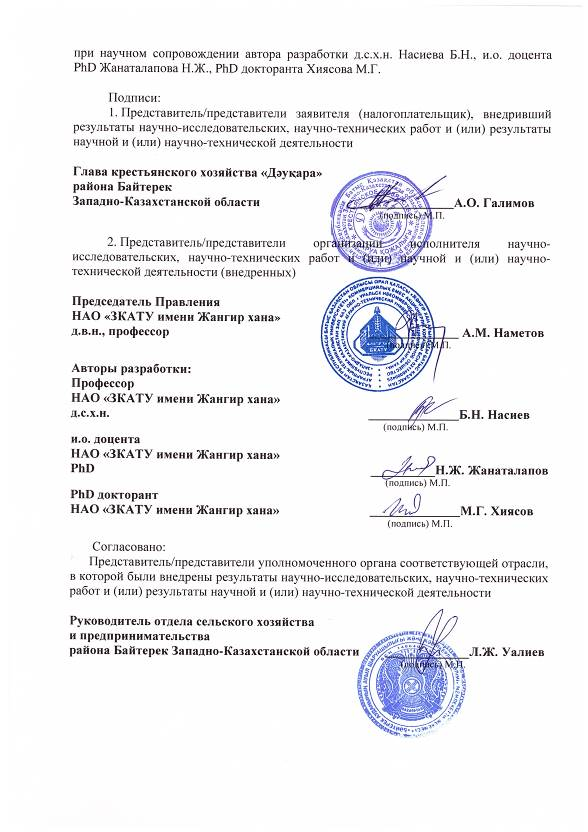 при научном сопровождении автора разработки д.с.х.н. Насиева Б.Н., и.о. доцента
PhD Жанаталапова Н.Ж., PhD докторанта Хиясова М.Г.
Подписи:
1. Представитель/представители заявителя (налогоплательщик), внедривший
результаты научно-исследовательских, научно-технических работ и (или) результаты
научной и (или) научно-технической деятельности
Глава крестьянского хозяйства «Дәуқара»
района Байтерек
Западно-Казахстанской области А.О. Галимов
(подпись) М.П.
2. Представитель/представители организации исполнителя научно-
исследовательских, научно-технических работ и (или) научной и (или) научно-
технической деятельности (внедренных)
Председатель Правления
НАО «ЗКАТУ имени Жангир хана»
д.в.н., профессор А.М. Наметов
(подпись) М.П.
Авторы разработки:
Профессор
НАО «ЗКАТУ имени Жангир хана»
д.с.х.н. Б.Н. Насиев
(подпись) М.П.
и.о. доцента
НАО «ЗКАТУ имени Жангир хана»
PhD Н.Ж. Жанаталапов
(подпись) М.П.
PhD докторант
НАО «ЗКАТУ имени Жангир хана» М.Г. Хиясов
(подпись) М.П.
Согласовано:
Представитель/представители уполномоченного органа соответствующей отрасли,
в которой были внедрены результаты научно-исследовательских, научно-технических
работ и (или) результаты научной и (или) научно-технической деятельности
Руководитель отдела сельского хозяйства
и предпринимательства
района Байтерек Западно-Казахстанской области Л.Ж. Уалиев
(подпись) М.П.